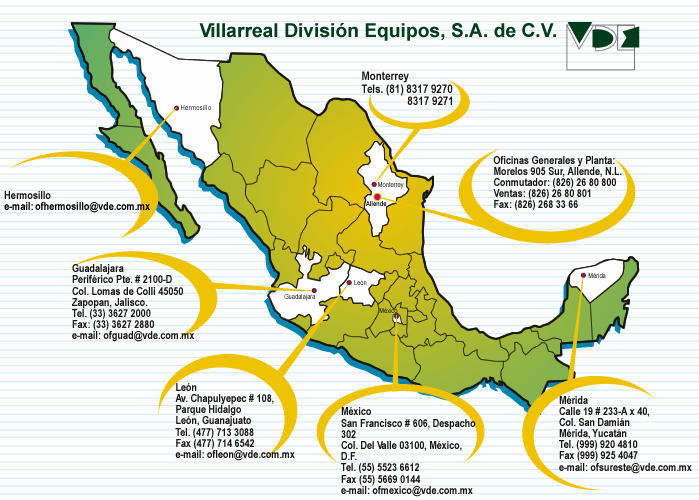 Villarreal División Equipos, S.A. de C.V.
VDE
Monterrey
Tels. (81) 8317 9270
8317 9271
Hermosillo
Oficinas Generales y Planta:
Morelos 905 Sur, Allende, N.L.
Conmutador: (826) 26 80 800
Ventas: (826) 26 80 801
Fax: (826) 268 33 66
Monterrey
Allende
Hermosillo
e-mail: ofhermosillo@vde.com.mx
Guadalajara
Periférico Pte. # 2100-D
Col. Lomas de Colli 45050
Zapopan, Jalisco.
Tel. (33) 3627 2000
Fax: (33) 3627 2880
e-mail: ofguad@vde.com.mx
Guadalajara
León
México
Mérida
León
Av. Chapulyepec # 108,
Parque Hidalgo
León, Guanajuato
Tel. (477) 713 3088
Fax (477) 714 6542
e-mail: ofleon@vde.com.mx
México
San Francisco # 606, Despacho
302
Col. Del Valle 03100, México,
D.F.
Tel. (55) 5523 6612
Fax (55) 5669 0144
e-mail: ofmexico@vde.com.mx
Mérida
Calle 19 # 233-A x 40,
Col. San Damián
Mérida, Yucatán
Tel. (999) 920 4810
Fax (999) 925 4047
e-mail: ofsureste@vde.com.mx